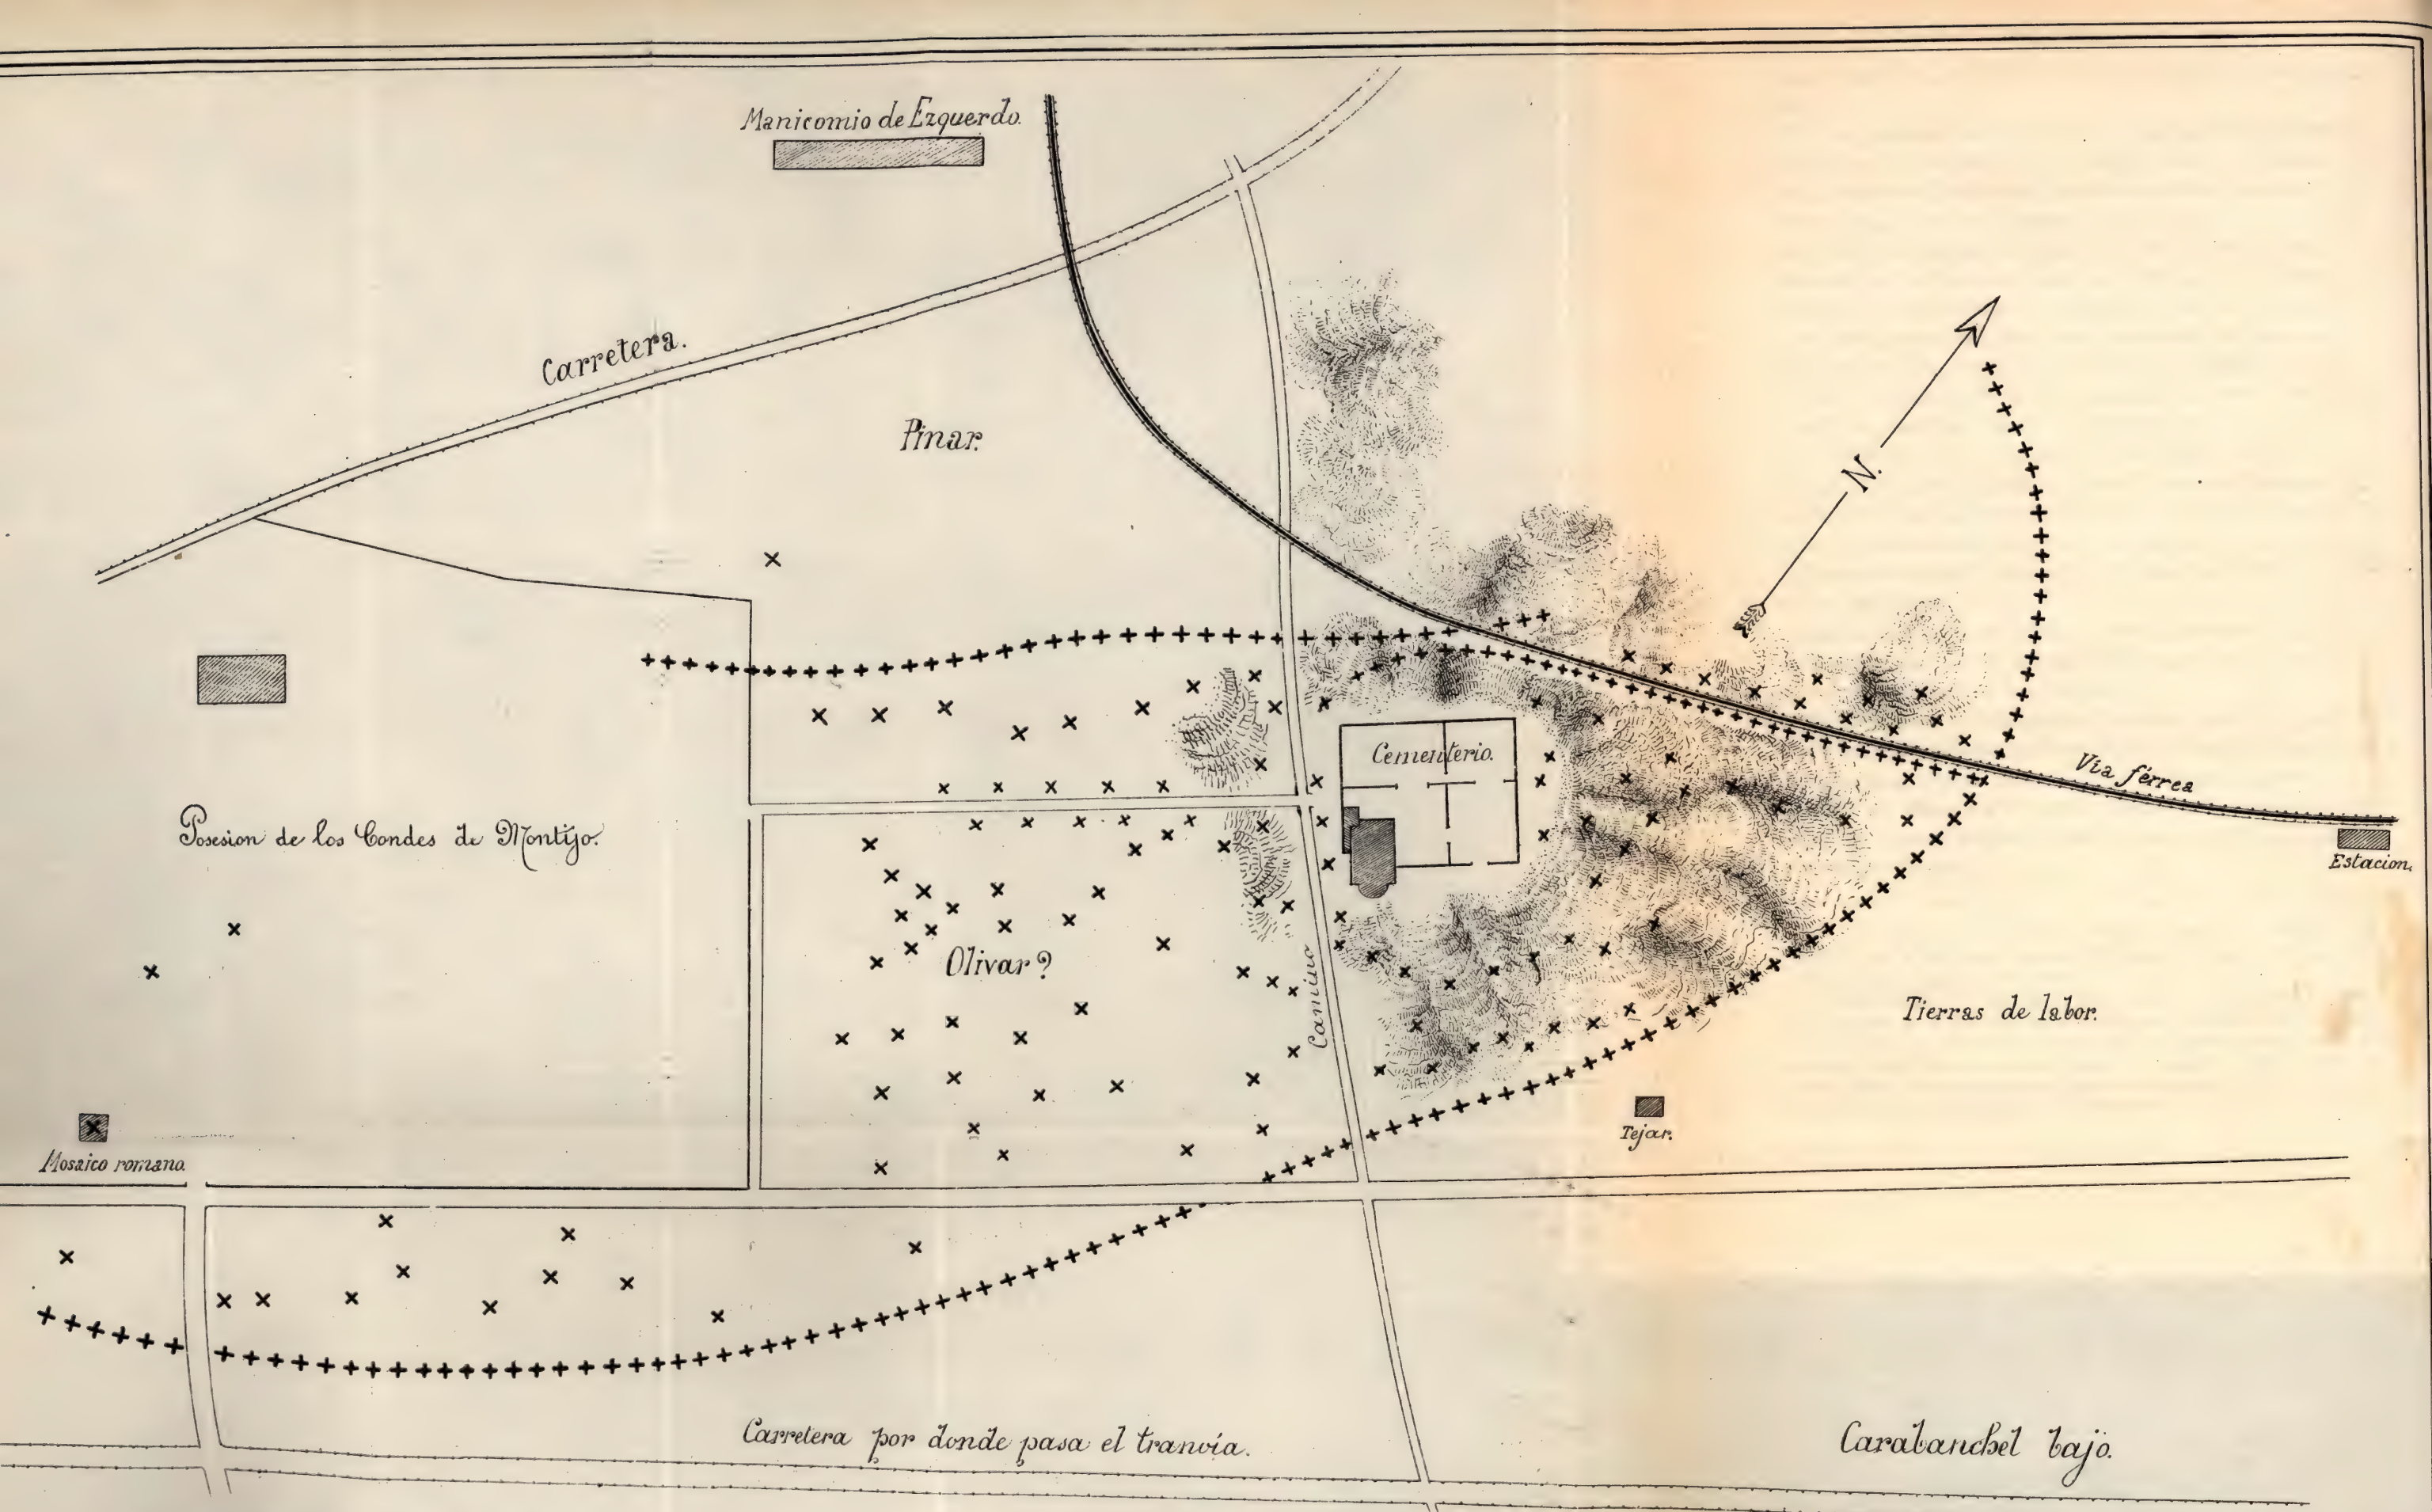 Manicomio de Ezquerdo.
Carretera.
Pinar.
N.
Cementerio.
Via férrea
Estacion.
Posesion de los Condes de Montijo.
Olivar?
Camino
Tierras de labor.
Tejar.
Mosaico romano.
Carretera por donde pasa el tranvía.
Carabanchel bajo.